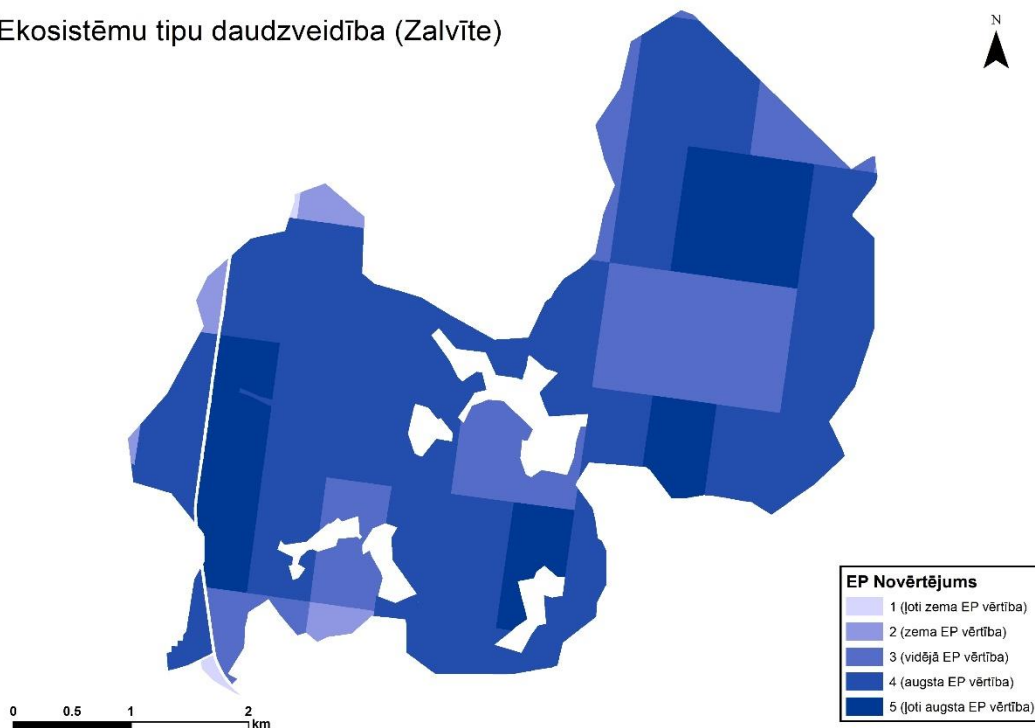 Ekosistēmu tipu daudzveidība (Zalvīte)
N
EP Novērtējums
1 (ļoti zema EP vērtība)
2 (zema EP vērtība)
3 (vidējā EP vērtība)
4 (augsta EP vērtība)
5 (ļoti augsta EP vērtība)
0 0.5 1 2
km